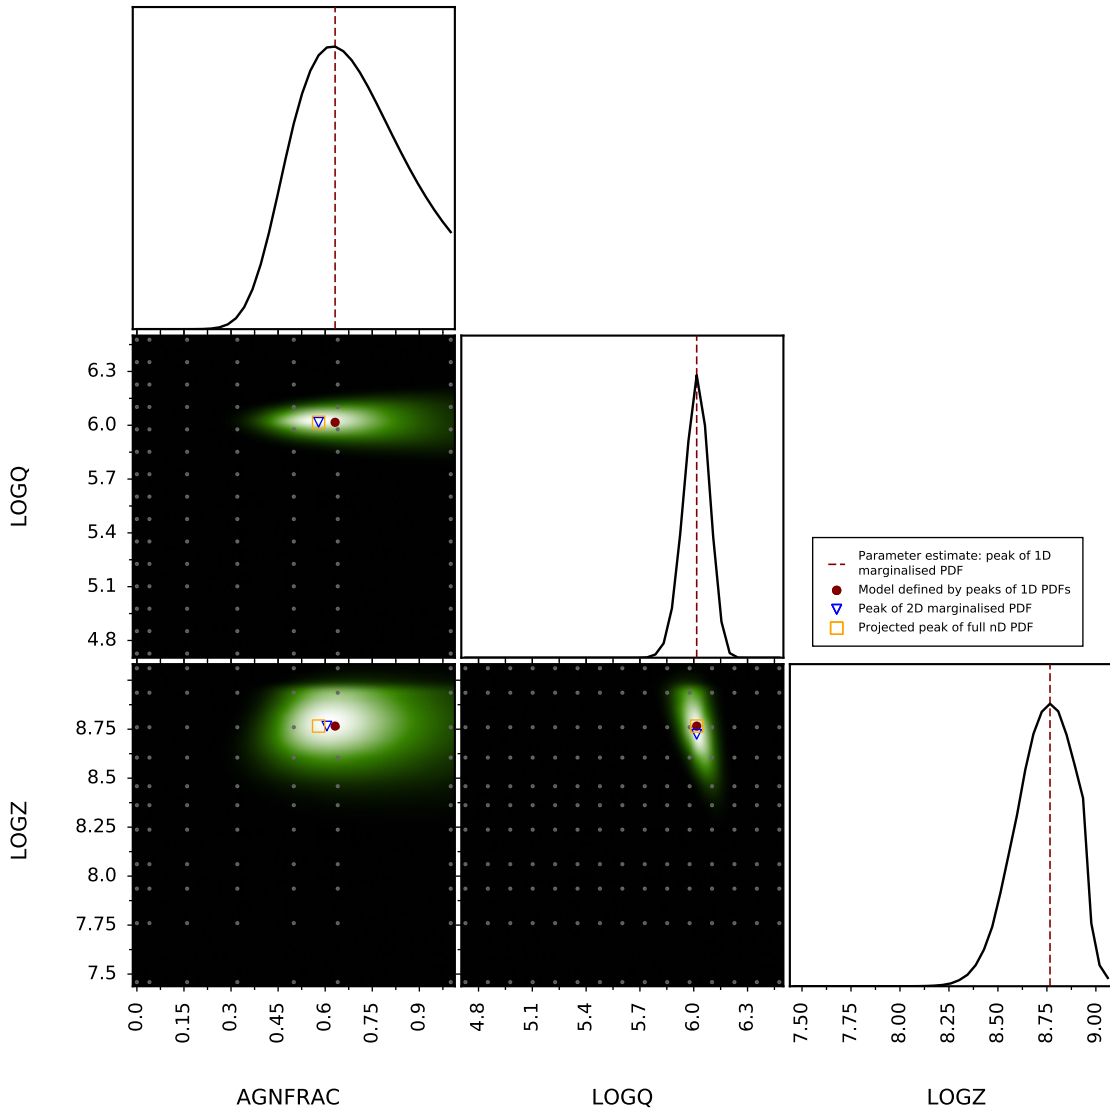 6.3
6.0
5.7
5.4
5.1
4.8
LOGQ
Parameter estimate: peak of 1D
marginalised PDF
Model defined by peaks of 1D PDFs
Peak of 2D marginalised PDF
Projected peak of full nD PDF
8.75
8.5
8.25
8.0
7.75
7.5
LOGZ
0.0 0.15 0.3 0.45 0.6 0.75 0.9
4.8 5.1 5.4 5.7 6.0 6.3
7.50 7.75 8.00 8.25 8.50 8.75 9.00
AGNFRAC
LOGQ
LOGZ